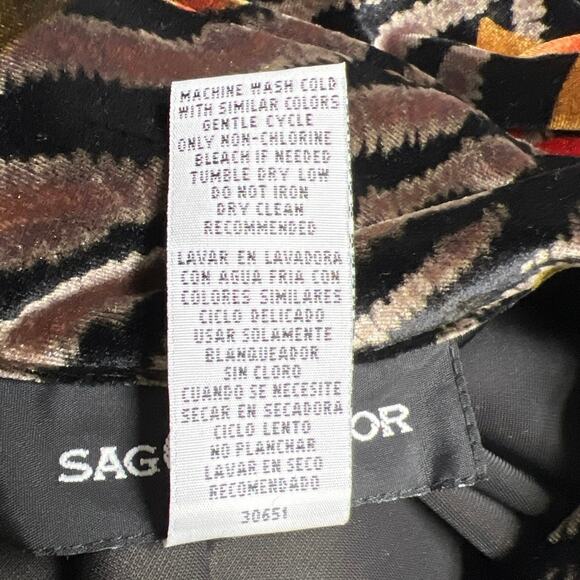 MACHINE WASH COLD
WITH SIMILAR COLORS
GENTLE CYCLE
ONLY NON-CHLORINE
BLEACH IF NEEDED
TUMBLE DRY LOW
DO NOT IRON
DRY CLEAN
RECOMMENDED
LAVAR EN LAVADORA
CON AGUA FRIA CON
COLORES SIMILARES
CICLO DELICADO
USAR SOLAMENTE
BLANQUEADOR
SIN CLORO
CUANDO SE NECESITE
SECAR EN SECADORA
CICLO LENTO
NO PLANCHAR
LAVAR EN SECO
RECOMENDADO
30651
SAG OR